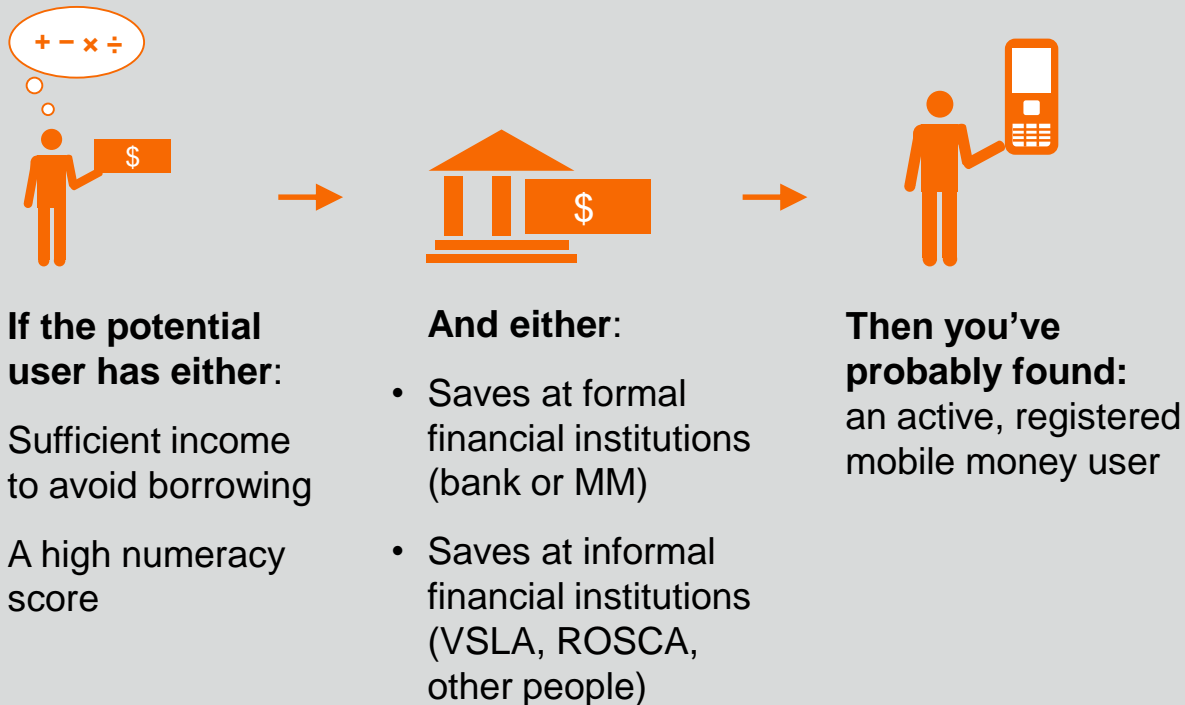 + − × ÷
$
$
If the potential
user has either:
Sufficient income
to avoid borrowing
A high numeracy
score
And either:
• Saves at formal
financial institutions
(bank or MM)
• Saves at informal
financial institutions
(VSLA, ROSCA,
other people)
Then you've
probably found:
an active, registered
mobile money user